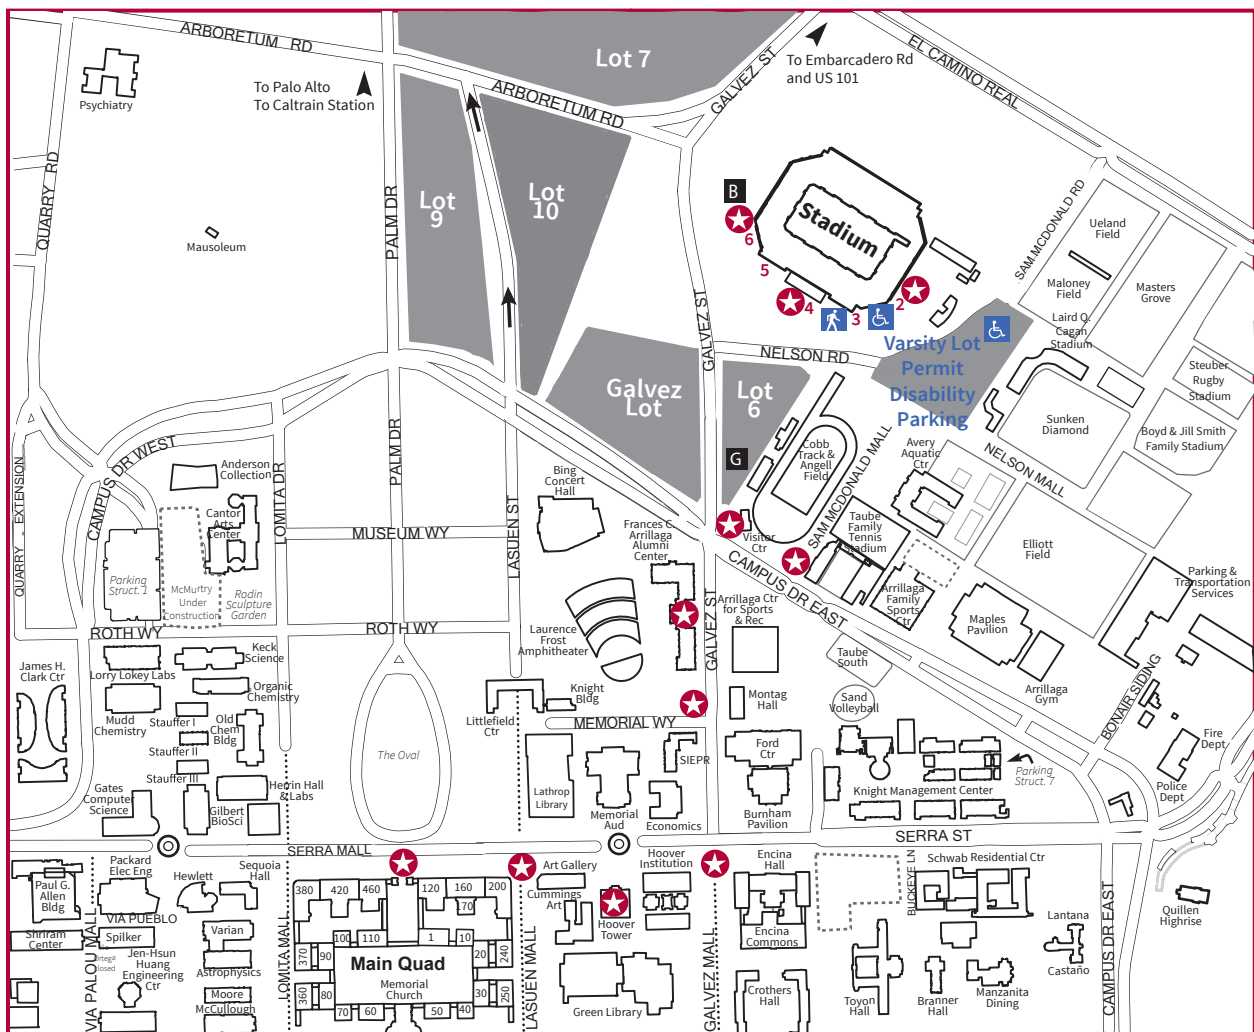 ARBORETUM RD
Lot 7
EL CAMINO REAL
To Embarcadero Rd
and US 101
GALVEZ ST
Psychiatry
To Palo Alto
To Caltrain Station
ARBORETUM RD
QUARRY RD
PALM DR
Lot
9
Lot
10
B
6
5
4
3
2
Stadium
SAM MCDONALD RD
Ueland
Field
Maloney
Field
Masters
Grove
Laird Q.
Cagan
Stadium
Mausoleum
GALVEZ ST
NELSON RD
Varsity Lot
Permit
Disability
Parking
Steuber
Rugby
Stadium
Galvez
Lot
Lot
6
G
Sunken
Diamond
Boyd & Jill Smith
Family Stadium
Cobb
Track &
Angell
Field
SAM MCDONALD MALL
Avery
Aquatic
Ctr
NELSON MALL
CAMPUS DR WEST
PALM DR
QUARRY EXTENSION
Anderson
Collection
LOMITA DR
Cantor
Arts
Center
Bing
Concert
Hall
LASUEN ST
MUSEUM WY
Frances C.
Arrillaga
Alumni
Center
Visitor
Ctr
Taube
Family
Tennis
Stadium
Elliott
Field
CAMPUS DR EAST
Parking
Struct. 1
McMurtry
Under
Construction
Rodin
Sculpture
Garden
Arrillaga
Family
Sports
Ctr
Maples
Pavilion
Parking &
Transportation
Services
Arrillaga Ctr
for Sports
& Rec
GALVEZ ST
ROTH WY
ROTH WY
Laurence
Frost
Amphitheater
Taube
South
Arrillaga
Gym
BONAIR SIDING
James H.
Clark Ctr
Lorry Lokey Labs
Keck
Science
Organic
Chemistry
Mudd
Chemistry
Stauffer I
Old
Chem
Bldg
Stauffer II
Stauffer III
Knight
Bldg
Littlefield
Ctr
MEMORIAL WY
Montag
Hall
Sand
Volleyball
Fire
Dept
The Oval
SIEPR
Ford
Ctr
Parking
Struct. 7
Police
Dept
Gates
Computer
Science
Gilbert
BioSci
Herrin Hall
& Labs
Lathrop
Library
Memorial
Aud
Economics
Burnham
Pavilion
Knight Management Center
SERRA ST
SERRA MALL
Packard
Elec Eng
Hewlett
Sequoia
Hall
Art Gallery
Hoover
Institution
Encina
Hall
Schwab Residential Ctr
BUCKEYE LN
Paul G.
Allen
Bldg
VIA PUEBLO
Cummings
Art
Hoover
Tower
Encina
Commons
Quillen
Highrise
Shriram
Center
Spilker
Varian
Lantana
Castaño
380
420
460
120
160
200
170
100
110
1
10
370
90
20
240
Main Quad
Memorial
Church
360
80
30
250
70
60
50
40
VIA PALOU MALL
Jen-Hsun
Huang
Engineering
Ctr
Astrophysics
Moore
McCullough
LOMITA MALL
LASUEN MALL
Green Library
GALVEZ MALL
Crothers
Hall
Toyon
Hall
Branner
Hall
Manzanita
Dining
CAMPUS DR EAST